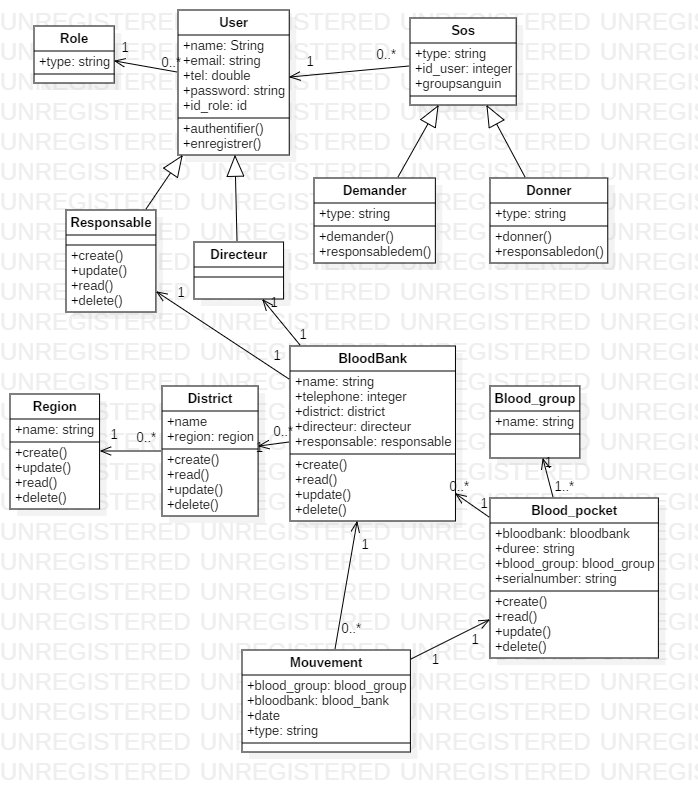 Role
+type: string
1
0..*
User
+name: String
+email: string
+tel: double
+password: string
+id_role: id
+authentifier()
+enregistrer()
1
0..*
Sos
+type: string
+id_user: integer
+groupsanguin
Demander
+type: string
+demander()
+responsabledem()
Donner
+type: string
+donner()
+responsabledon()
Responsable
+create()
+update()
+read()
+delete()
Directeur
1
1
1
1
BloodBank
+name: string
+telephone: integer
+district: district
+directeur: directeur
+responsable: responsable
+create()
+read()
+update()
+delete()
Region
+name: string
+create()
+update()
+read()
+delete()
1
0..*
District
+name
+region: region
+create()
+read()
+update()
+delete()
1
0..*
Blood_group
+name: string
1
1..*
0..*
1
Blood_pocket
+bloodbank: bloodbank
+duree: string
+blood_group: blood_group
+serialnumber: string
+create()
+read()
+update()
+delete()
1
0..*
1
1
Mouvement
+blood_group: blood_group
+bloodbank: blood_bank
+date
+type: string
UNREGISTERED